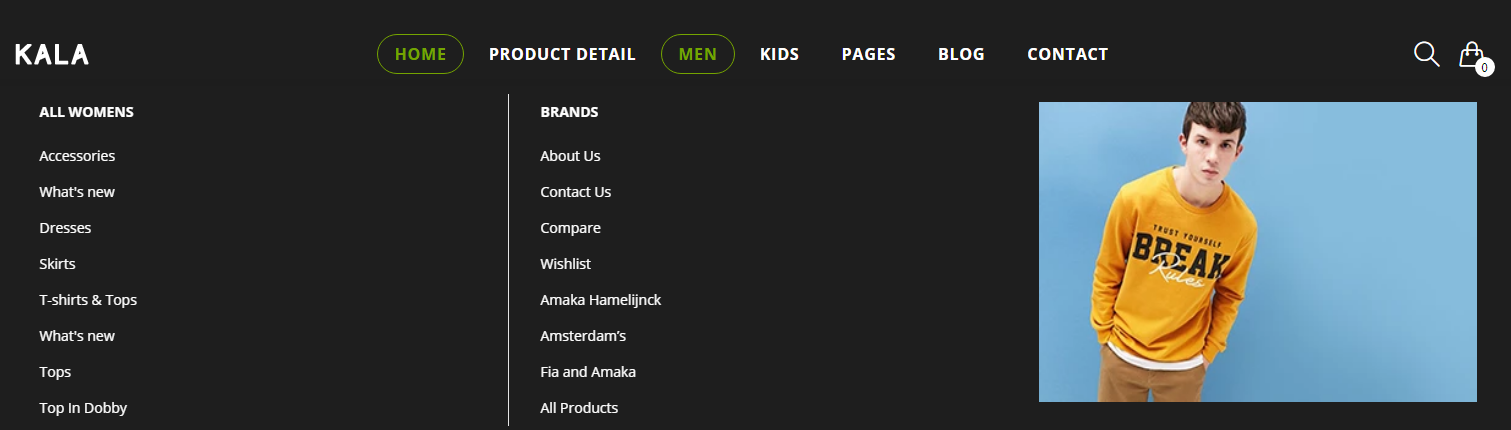 KALA
HOME PRODUCT DETAIL MEN KIDS PAGES BLOG CONTACT
0
ALL WOMENS
Accessories
What's new
Dresses
Skirts
T-shirts & Tops
What's new
Tops
Top In Dobby
BRANDS
About Us
Contact Us
Compare
Wishlist
Amaka Hamelijnck
Amsterdam's
Fia and Amaka
All Products
TRUST YOURSELF
BREAK
Rules